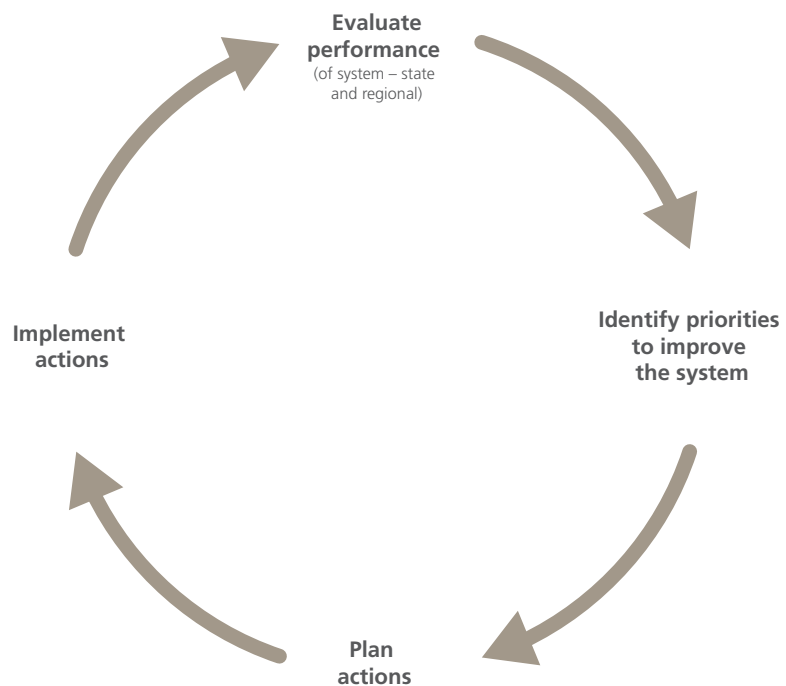 Evaluate
performance
(of system – state
and regional)
Identify priorities
to improve
the system
Plan
actions
Implement
actions